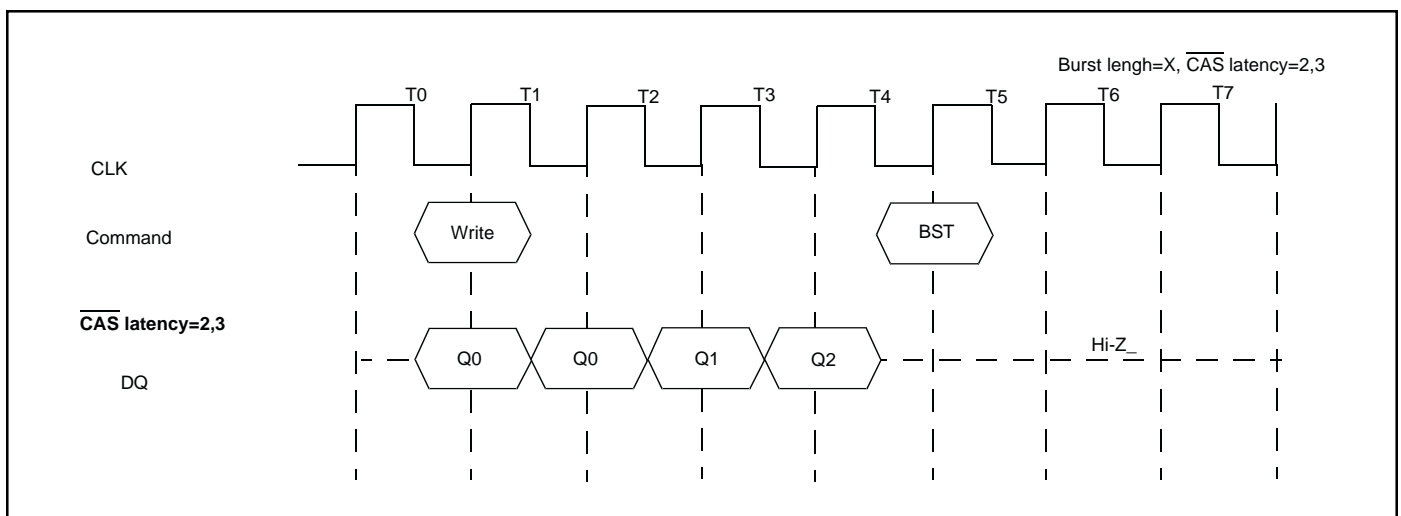 Burst lengh=X, CAS latency=2,3
T0 T1 T2 T3 T4 T5 T6 T7
CLK
Command Write BST
CAS latency=2,3
DQ Q0 Q0 Q1 Q2 Hi-Z_